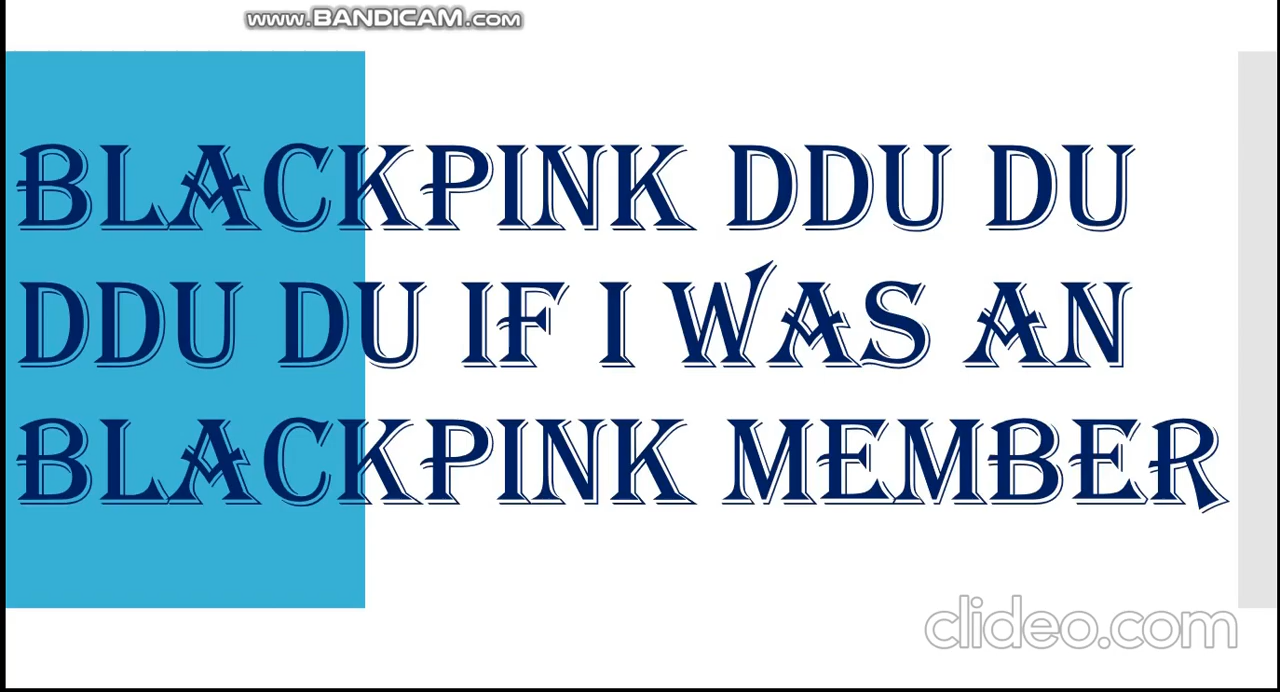 www.BANDICAM.com
BLACKPINK DDU DU
DDU DU IF I WAS AN
BLACKPINK MEMBER
clideo.com